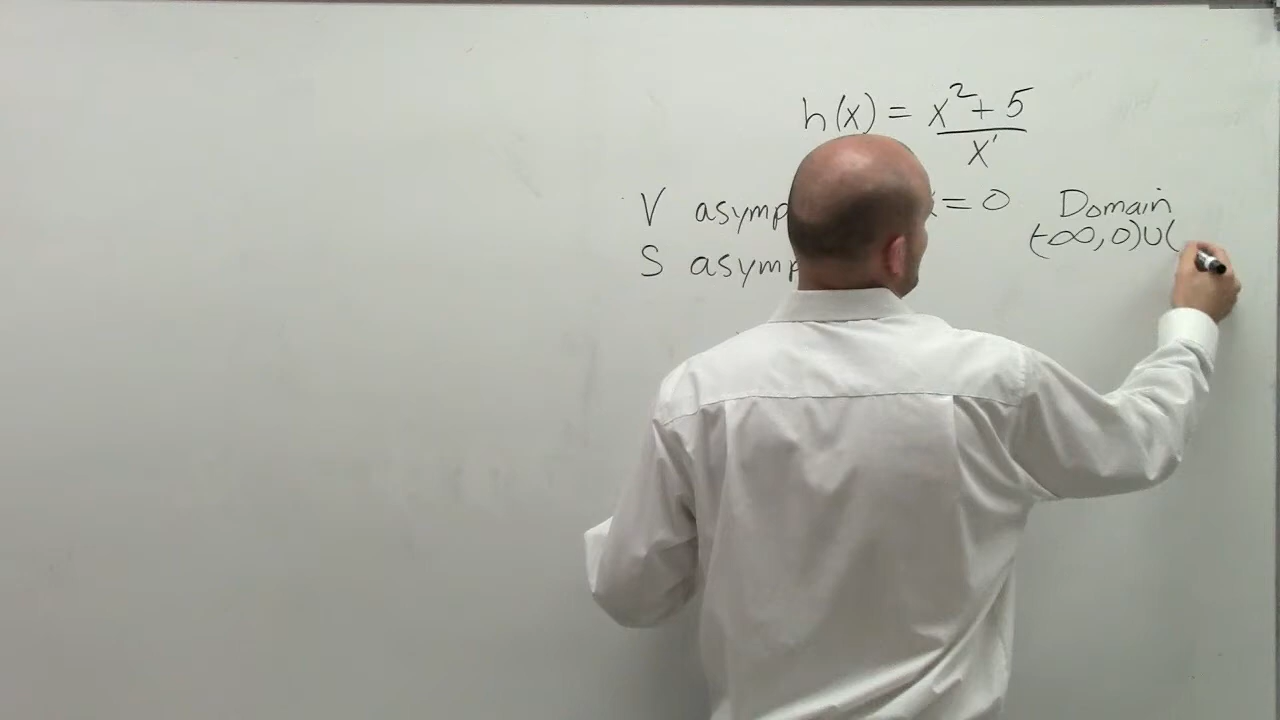 h(x) = x²+5
x'
V asymp x=0 Domain
(-∞,0)∪(
S asymp